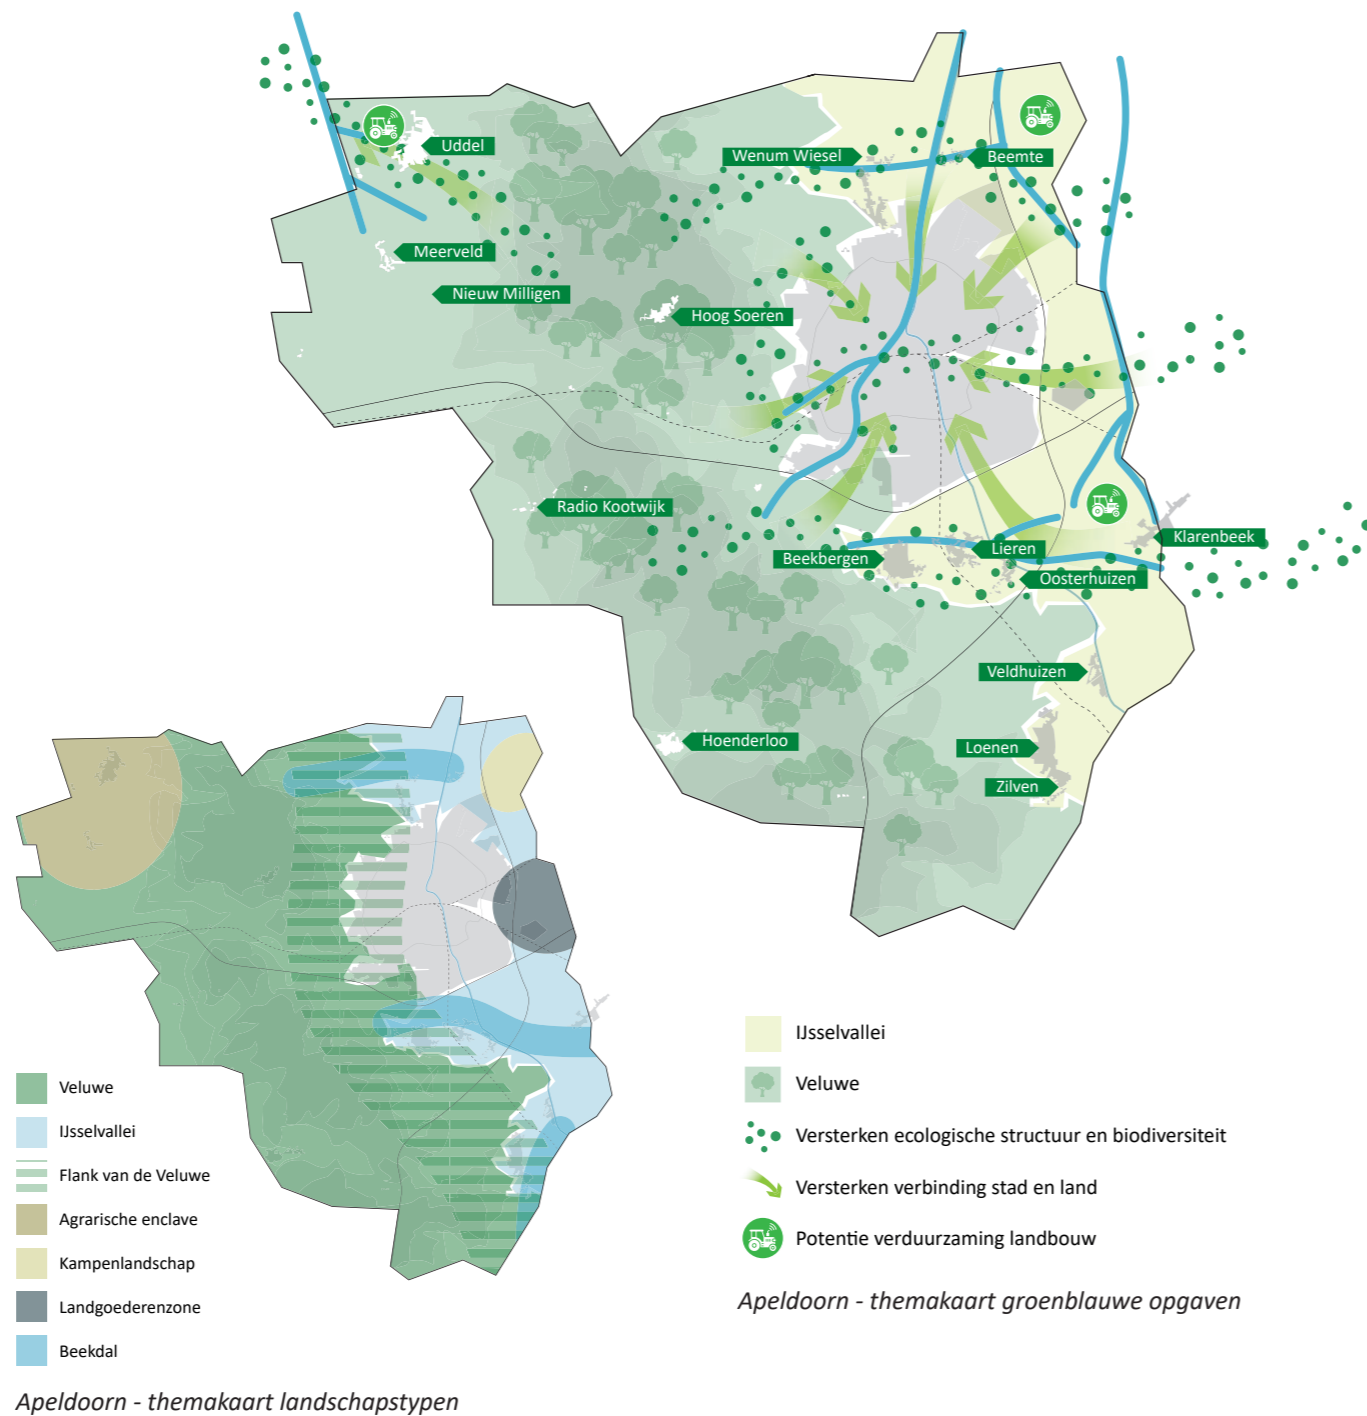 Uddel
Wenum Wiesel
Beemte
Meerveld
Nieuw Milligen
Hoog Soeren
Radio Kootwijk
Beekbergen
Lieren
Klarenbeek
Oosterhuizen
Veldhuizen
Hoenderloo
Loenen
Zilven
Veluwe
IJsselvallei
Flank van de Veluwe
Agrarische enclave
Kampenlandschap
Landgoederenzone
Beekdal
Apeldoorn - themakaart landschapstypen
IJsselvallei
Veluwe
Versterken ecologische structuur en biodiversiteit
Versterken verbinding stad en land
Potentie verduurzaming landbouw
Apeldoorn - themakaart groenblauwe opgaven